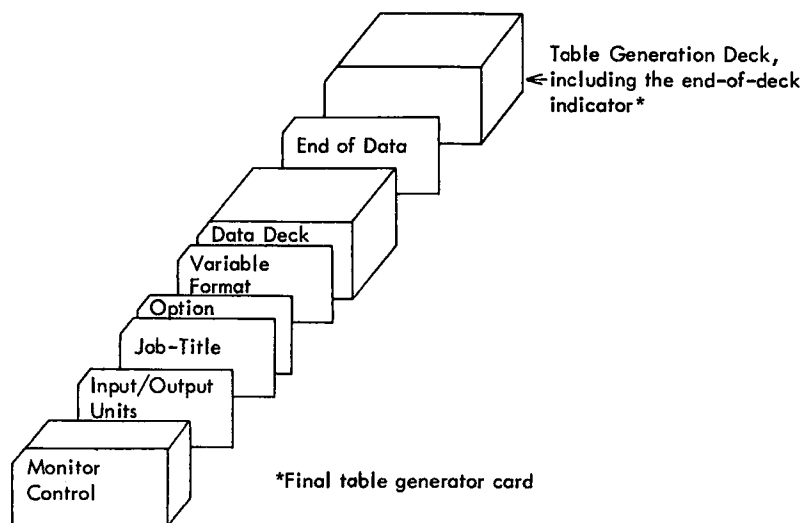 Table Generation Deck,
including the end-of-deck
indicator*
End of Data
Data Deck
Variable
Format
Option
Job-Title
Input/Output
Units
Monitor
Control
*Final table generator card